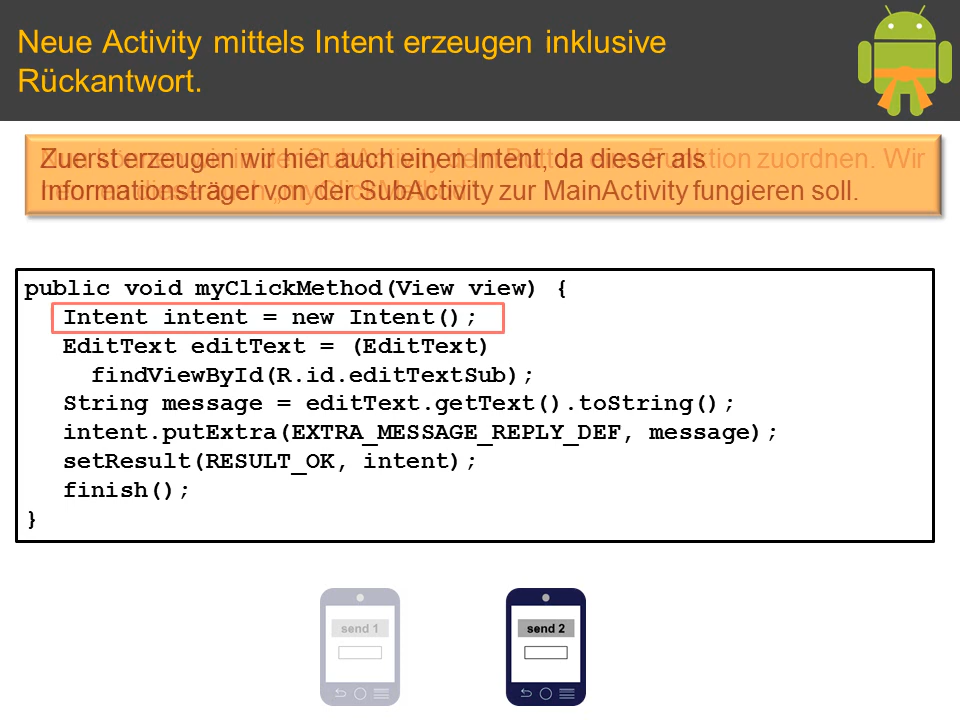 Neue Activity mittels Intent erzeugen inklusive
Rückantwort.
Zuerst erzeugen wir hier auch einen Intent, da dieser als
Informationsträger von der SubActivity zur MainActivity fungieren soll.
Funktion zuordnen. Wir
public void myClickMethod(View view) {
Intent intent = new Intent();
EditText editText = (EditText)
findViewById(R.id.editTextSub);
String message = editText.getText().toString();
intent.putExtra(EXTRA_MESSAGE_REPLY_DEF, message);
setResult(RESULT_OK, intent);
finish();
}
send 1
send 2